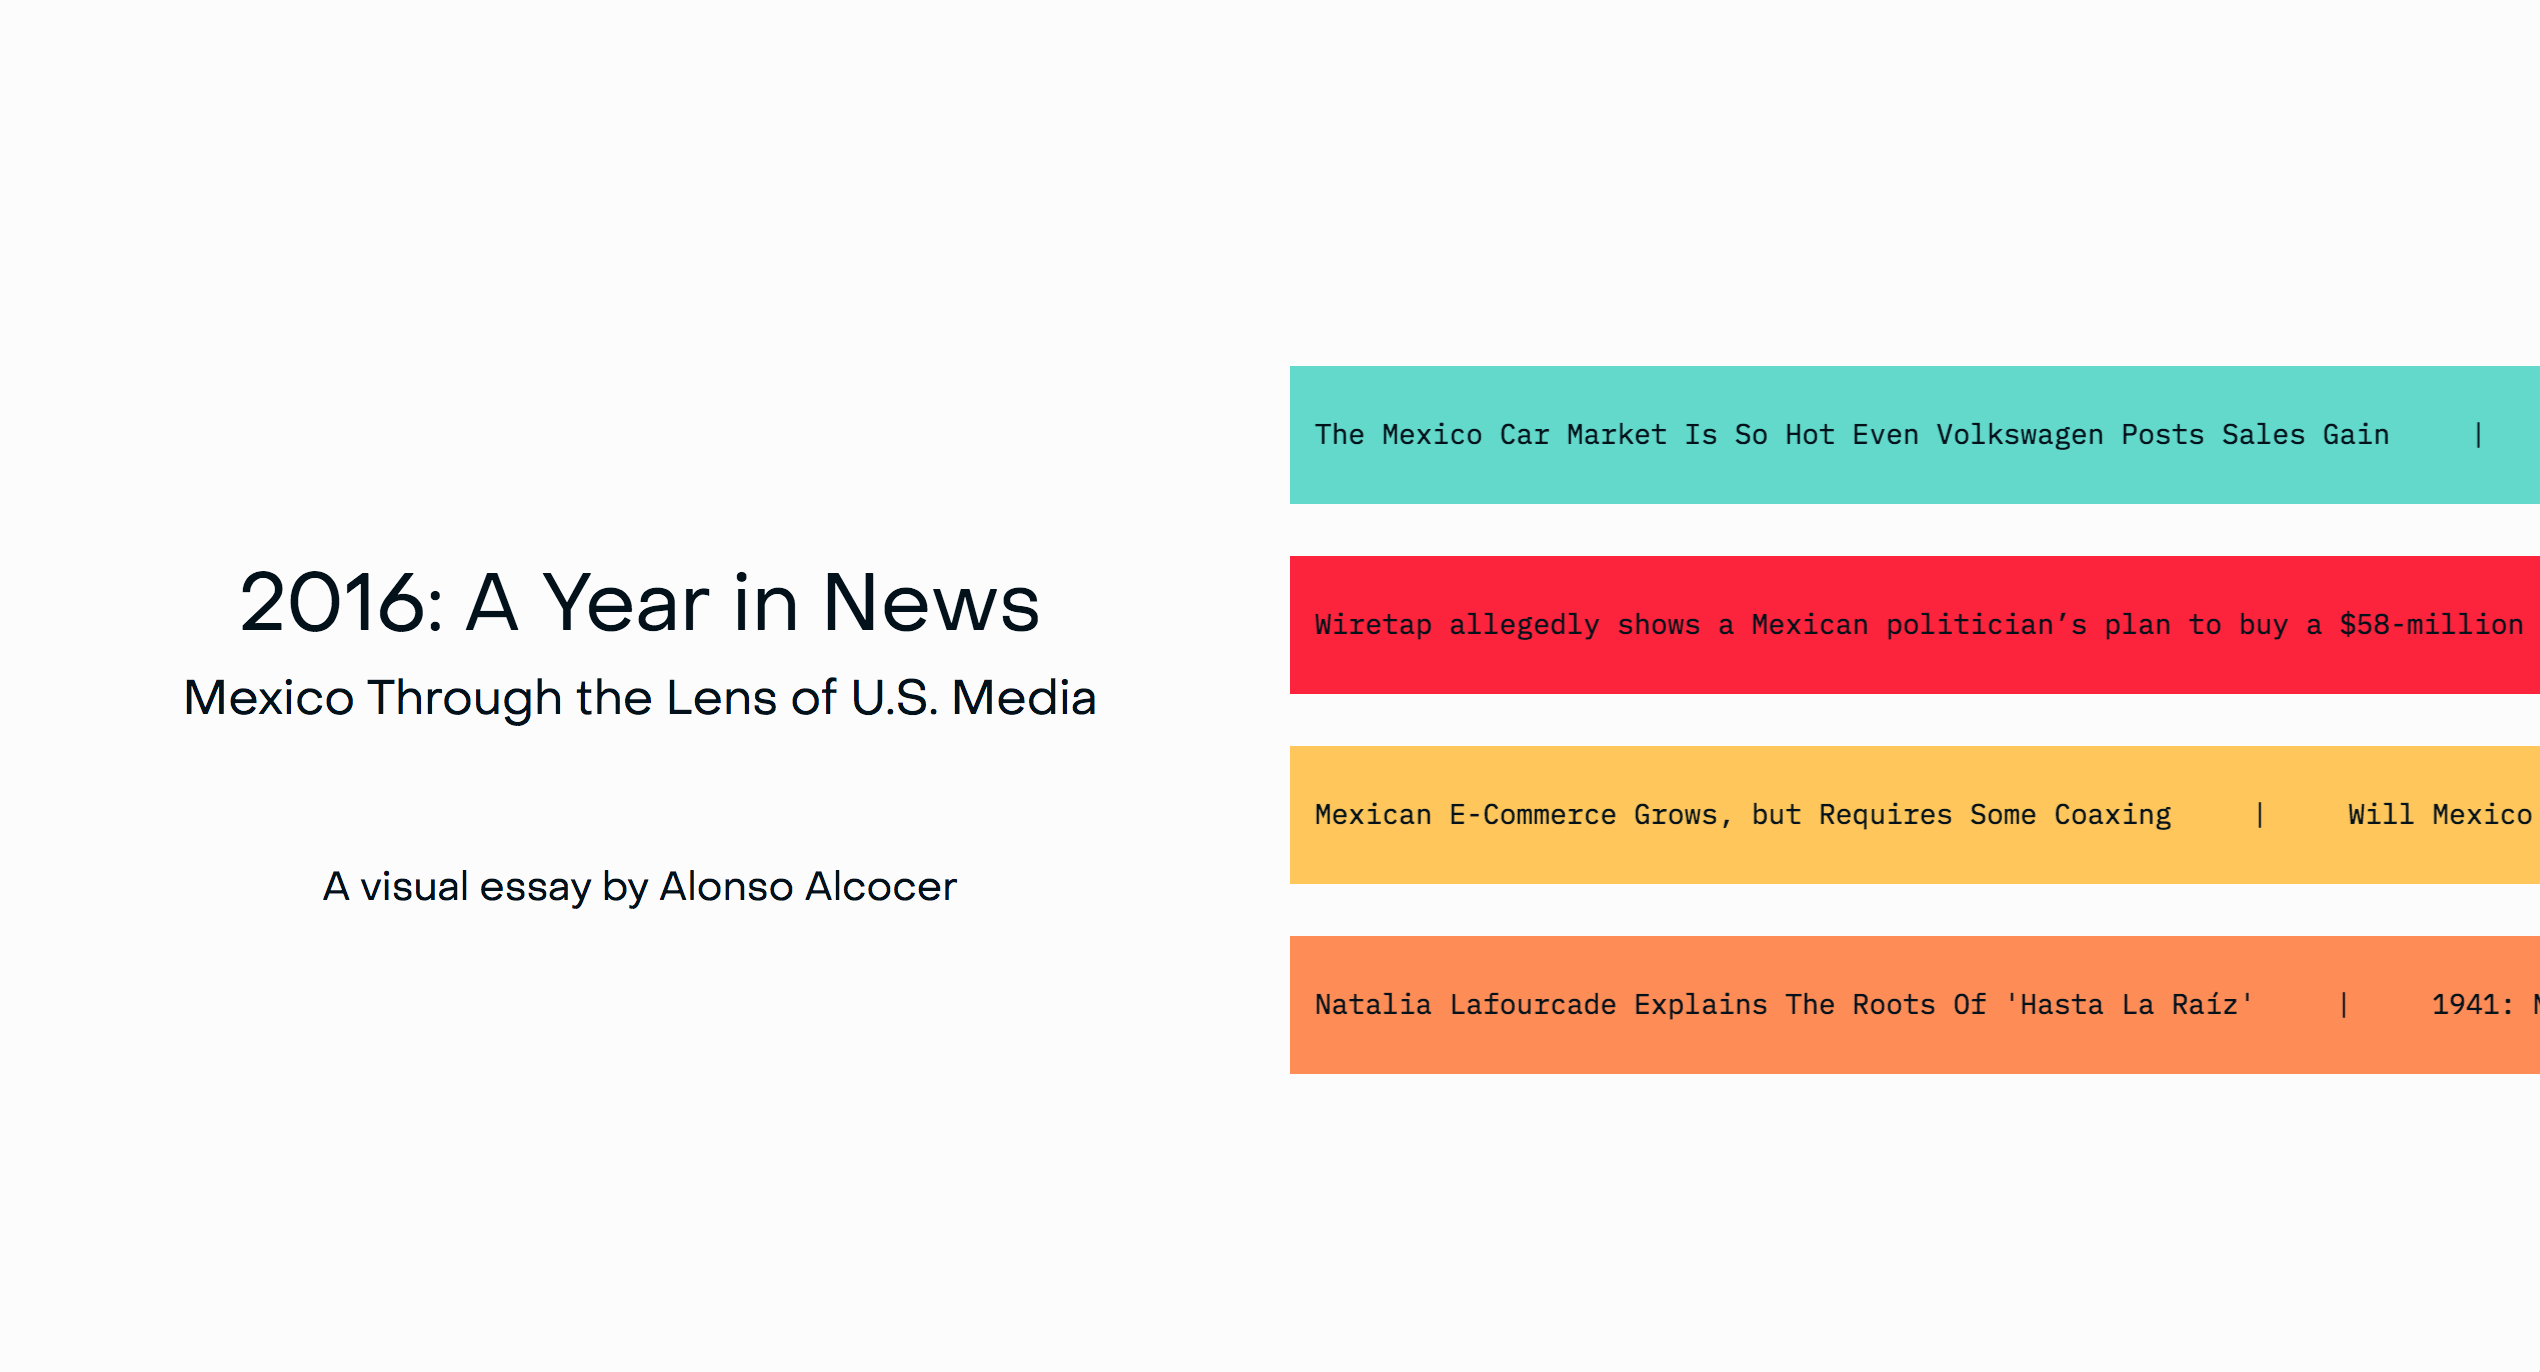 2016: A Year in News
Mexico Through the Lens of U.S. Media
A visual essay by Alonso Alcocer
The Mexico Car Market Is So Hot Even Volkswagen Posts Sales Gain |
Wiretap allegedly shows a Mexican politician’s plan to buy a $58-million
Mexican E-Commerce Grows, but Requires Some Coaxing | Will Mexico
Natalia Lafourcade Explains The Roots Of 'Hasta La Raíz' | 1941: